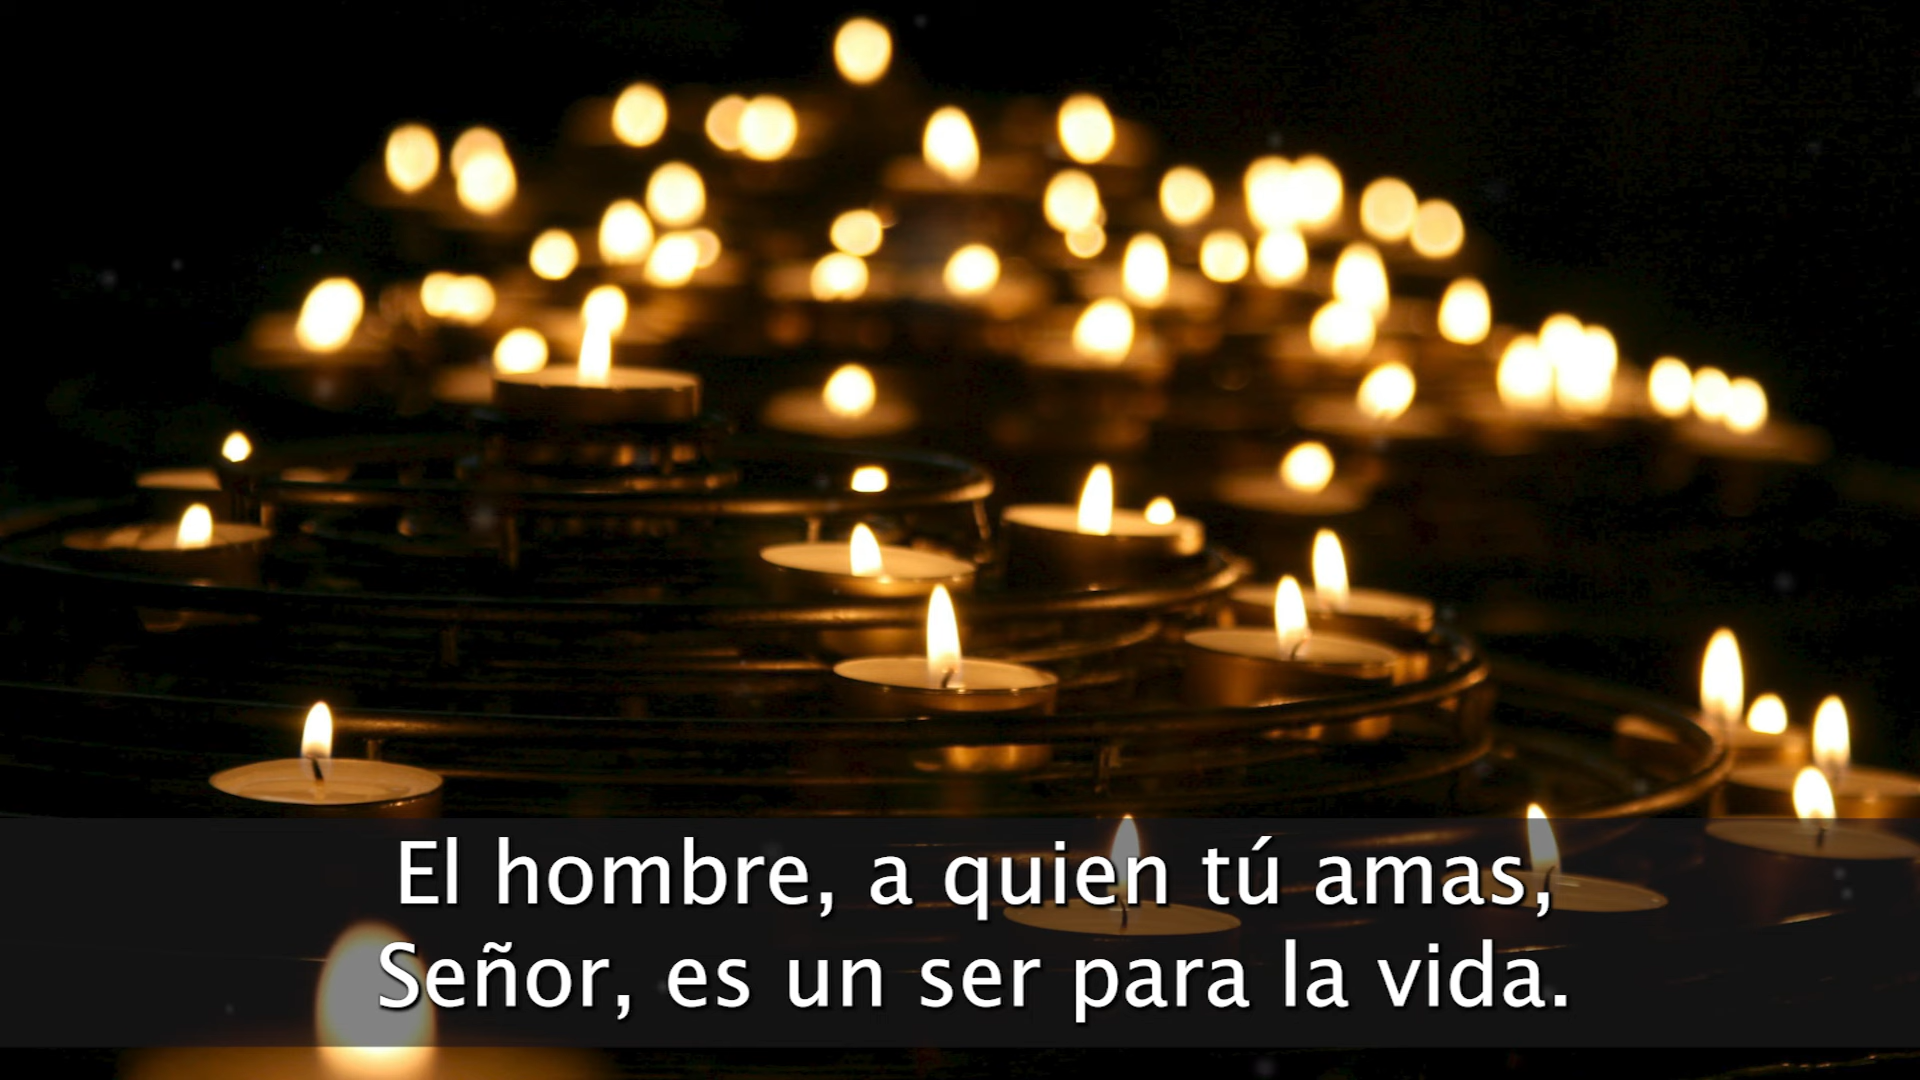 El hombre, a quien tú amas,
Señor, es un ser para la vida.